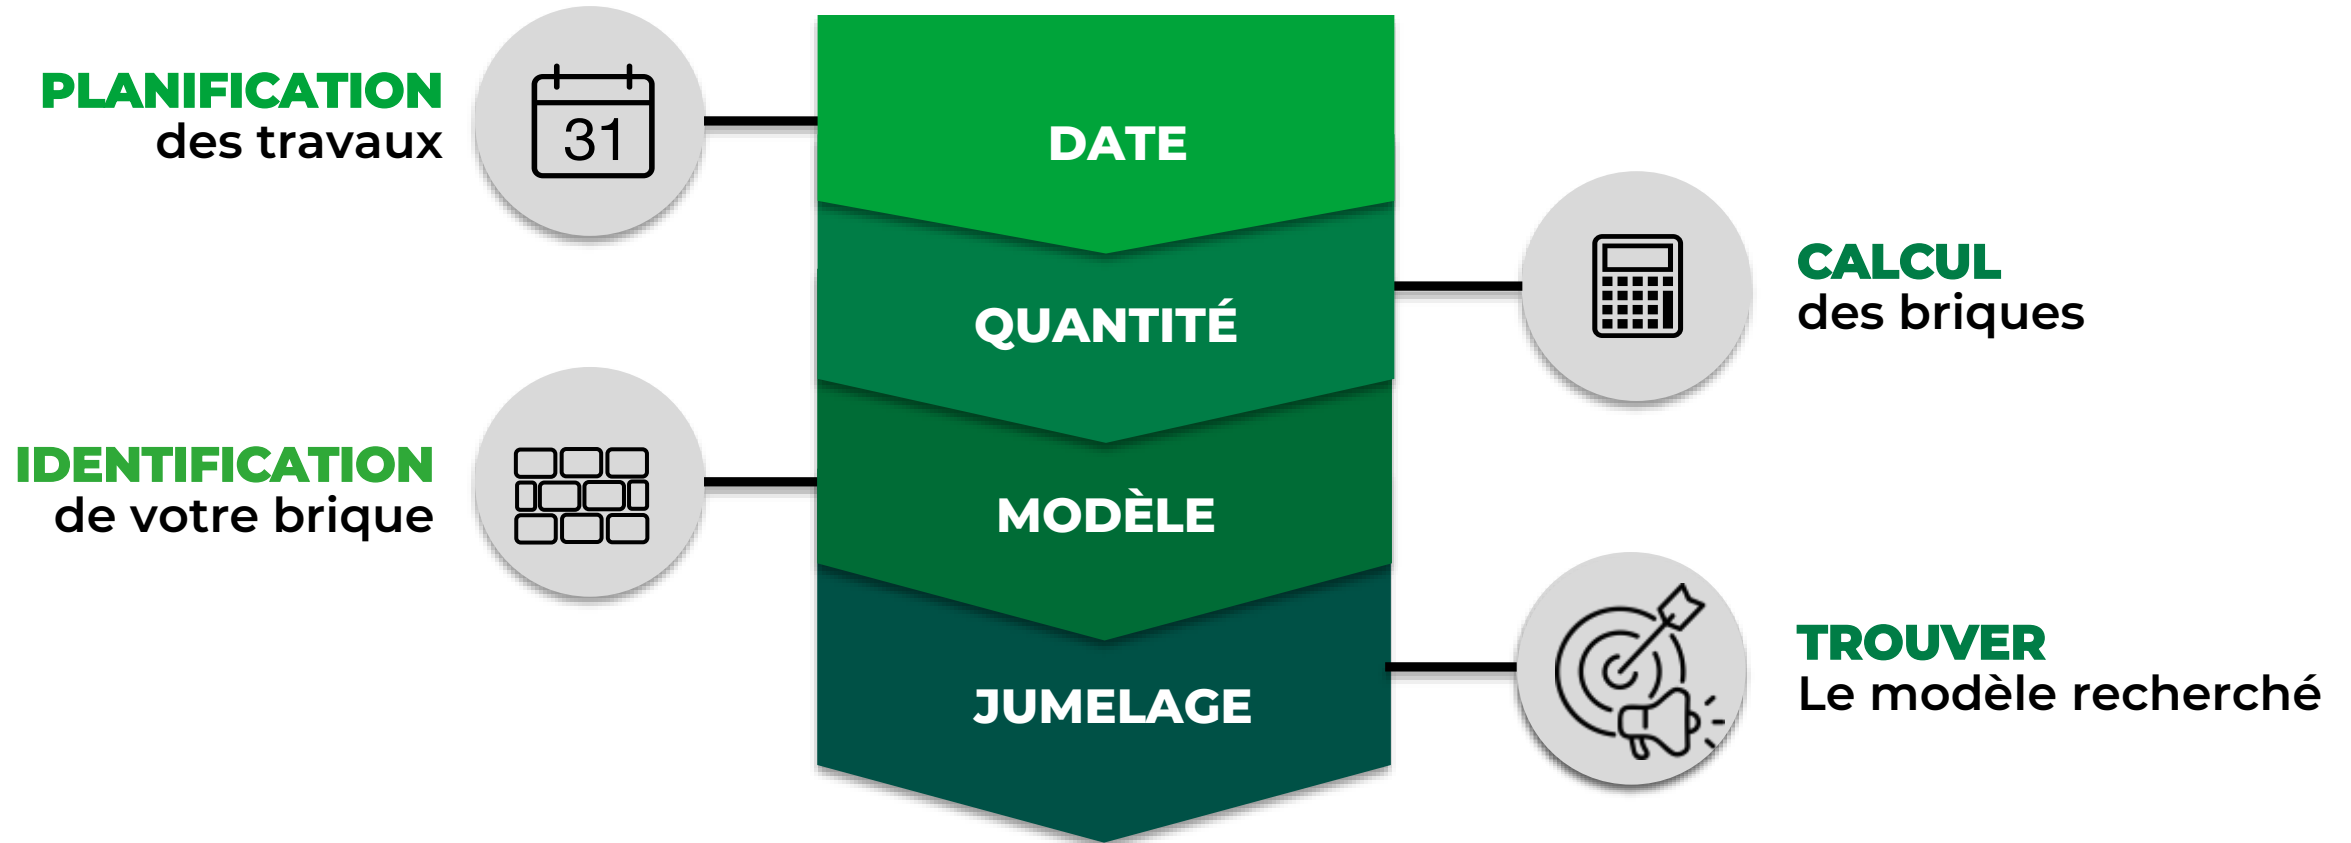 PLANIFICATION
des travaux
31
DATE
QUANTITÉ
CALCUL
des briques
IDENTIFICATION
de votre brique
MODÈLE
JUMELAGE
TROUVER
Le modèle recherché